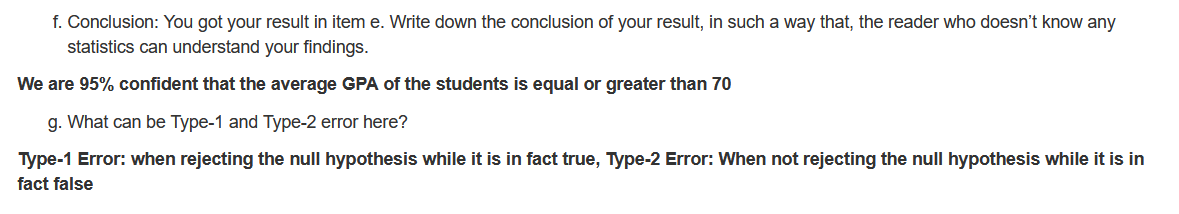 f. Conclusion: You got your result in item e. Write down the conclusion of your result, in such a way that, the reader who doesn't know any
statistics can understand your findings.
We are 95% confident that the average GPA of the students is equal or greater than 70
g. What can be Type-1 and Type-2 error here?
Type-1 Error: when rejecting the null hypothesis while it is in fact true, Type-2 Error: When not rejecting the null hypothesis while it is in
fact false